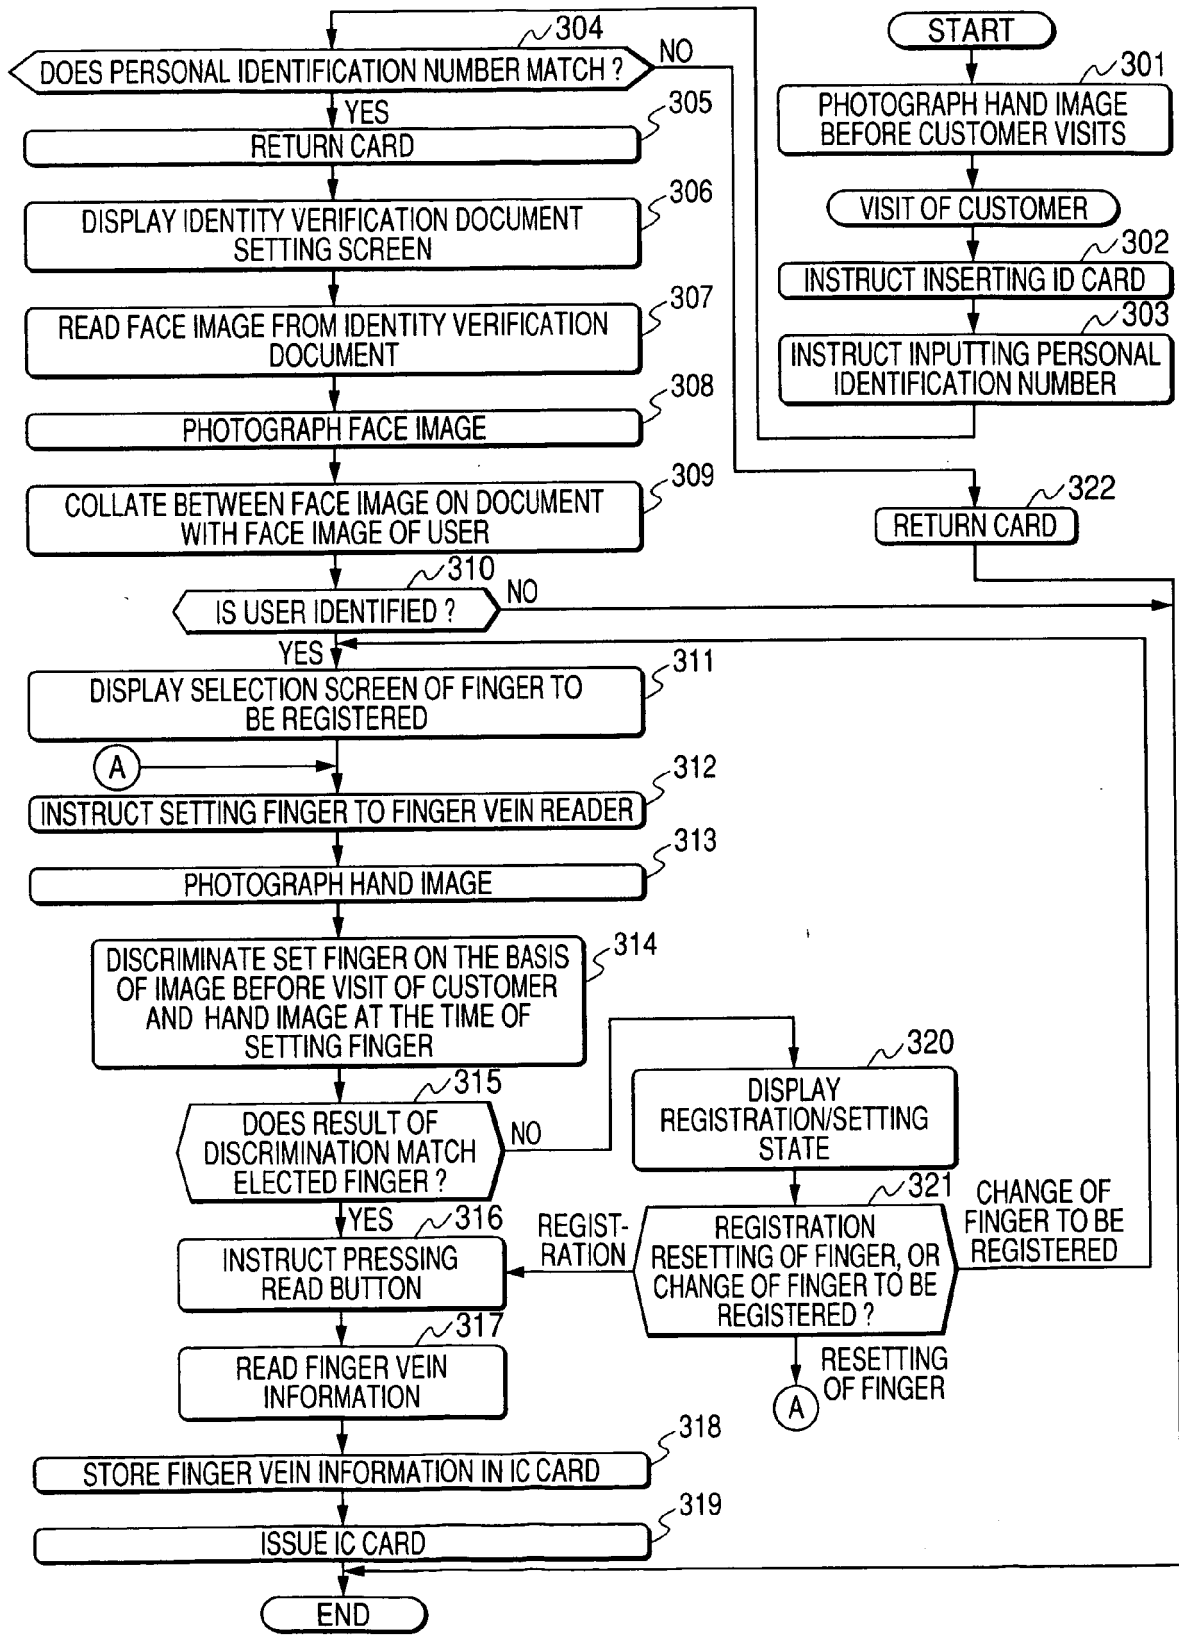 START
301
PHOTOGRAPH HAND IMAGE
BEFORE CUSTOMER VISITS
VISIT OF CUSTOMER
302
INSTRUCT INSERTING ID CARD
303
INSTRUCT INPUTTING PERSONAL
IDENTIFICATION NUMBER
304
DOES PERSONAL IDENTIFICATION NUMBER MATCH ?
NO
YES
305
RETURN CARD
306
DISPLAY IDENTITY VERIFICATION DOCUMENT
SETTING SCREEN
307
READ FACE IMAGE FROM IDENTITY VERIFICATION
DOCUMENT
308
PHOTOGRAPH FACE IMAGE
309
COLLATE BETWEEN FACE IMAGE ON DOCUMENT
WITH FACE IMAGE OF USER
322
RETURN CARD
310
IS USER IDENTIFIED ?
NO
YES
311
DISPLAY SELECTION SCREEN OF FINGER TO
BE REGISTERED
A
312
INSTRUCT SETTING FINGER TO FINGER VEIN READER
313
PHOTOGRAPH HAND IMAGE
314
DISCRIMINATE SET FINGER ON THE BASIS
OF IMAGE BEFORE VISIT OF CUSTOMER
AND HAND IMAGE AT THE TIME OF
SETTING FINGER
315
DOES RESULT OF
DISCRIMINATION MATCH
ELECTED FINGER ?
NO
YES
320
DISPLAY
REGISTRATION/SETTING
STATE
321
REGISTRATION
RESETTING OF FINGER, OR
CHANGE OF FINGER TO BE
REGISTERED ?
CHANGE OF
FINGER TO BE
REGISTERED
REGIST-
RATION
RESETTING
OF FINGER
A
316
INSTRUCT PRESSING
READ BUTTON
317
READ FINGER VEIN
INFORMATION
318
STORE FINGER VEIN INFORMATION IN IC CARD
319
ISSUE IC CARD
END